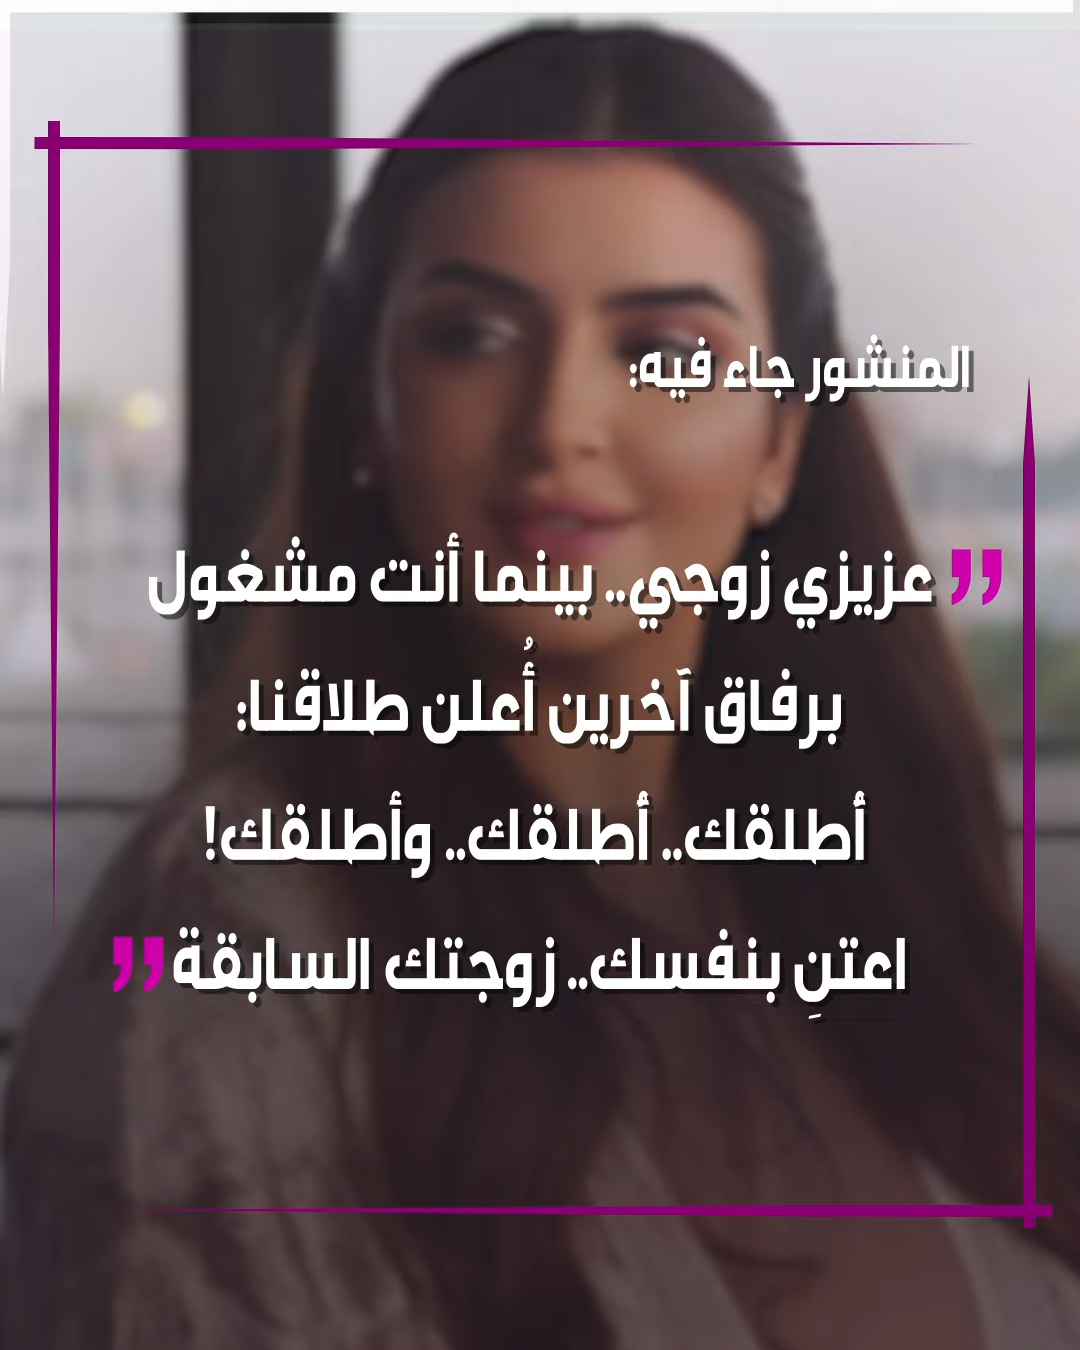 المنشور جاء فيه:
❜❜ عزيزي زوجي.. بينما أنت مشغول
برفاق آخرين أُعلن طلاقنا:
أطلقك.. أطلقك.. وأطلقك!
اعتنِ بنفسك.. زوجتك السابقة ❜❜